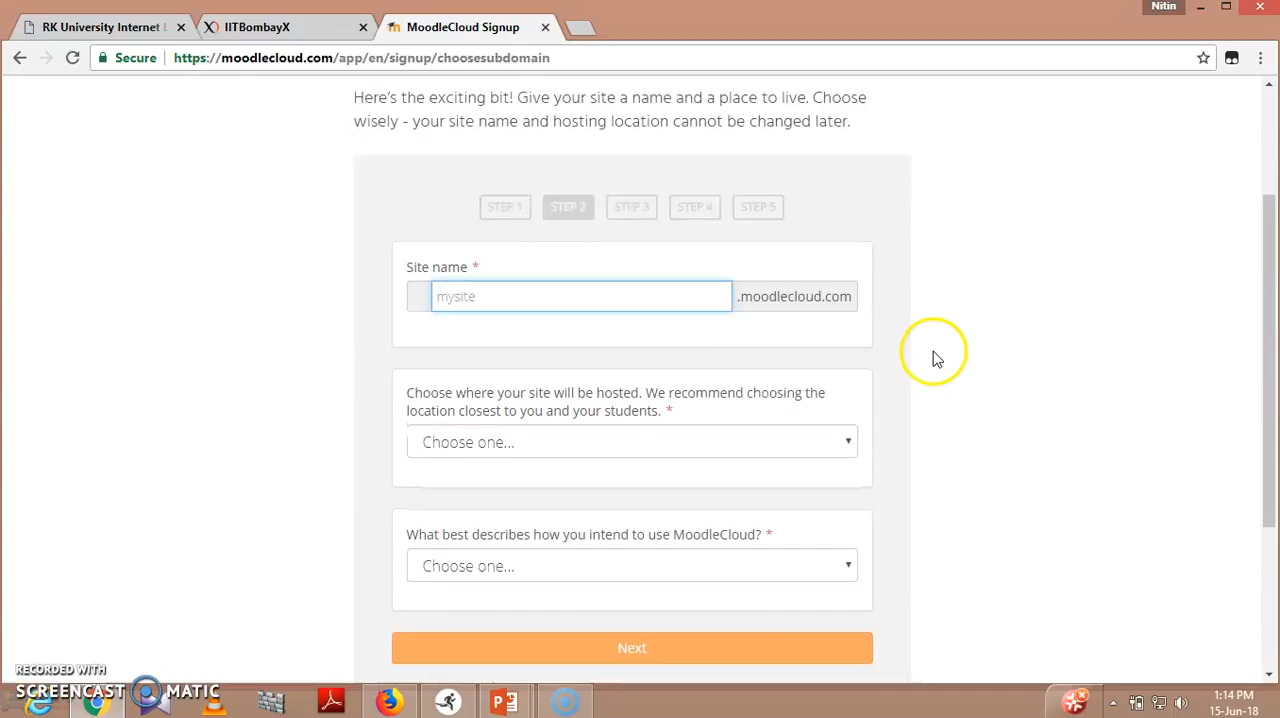 Nitin
RK University Internet
IITBombayX
MoodleCloud Signup
Secure
https://moodlecloud.com/app/en/signup/choosesubdomain
Here's the exciting bit! Give your site a name and a place to live. Choose
wisely - your site name and hosting location cannot be changed later.
STEP 1
STEP 2
STEP 3
STEP 4
STEP 5
Site name *
mysite
.moodlecloud.com
Choose where your site will be hosted. We recommend choosing the
location closest to you and your students. *
Choose one...
What best describes how you intend to use MoodleCloud? *
Choose one...
Next
RECORDED WITH
SCREENCAST MATIC
1:14 PM
15-Jun-18